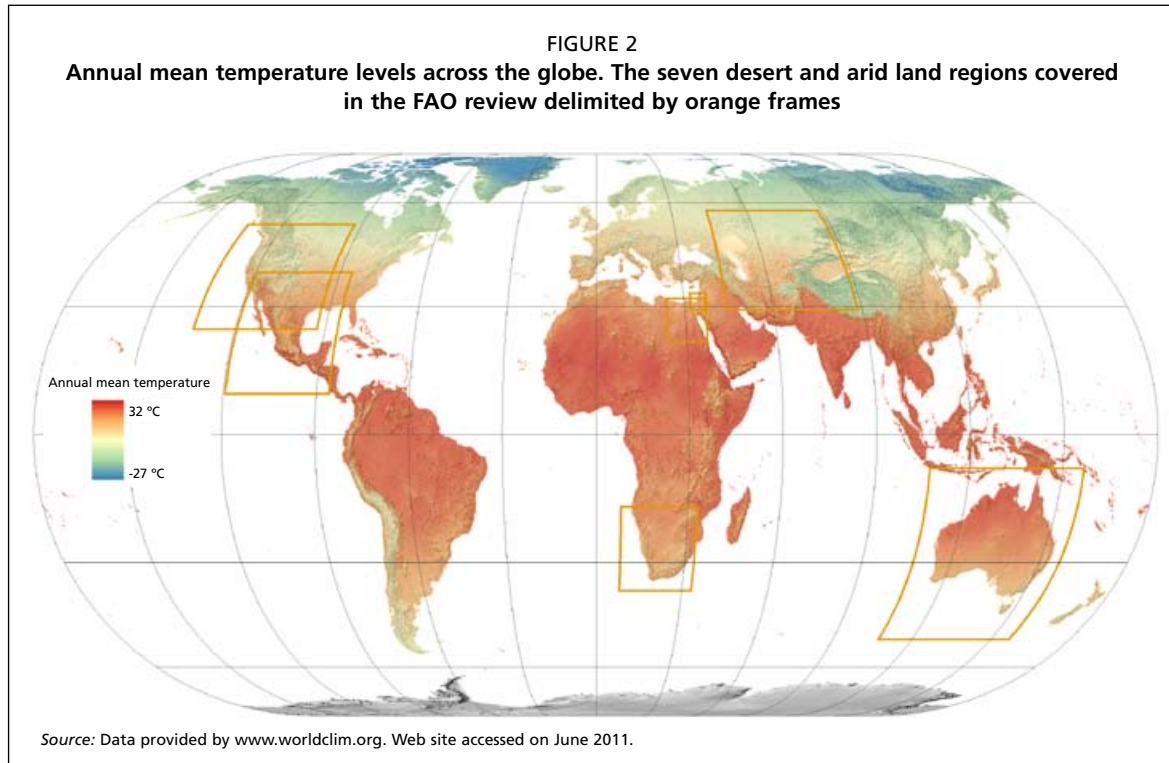 FIGURE 2
Annual mean temperature levels across the globe. The seven desert and arid land regions covered
in the FAO review delimited by orange frames
Annual mean temperature
32 ºC
-27 ºC
Source: Data provided by www.worldclim.org. Web site accessed on June 2011.